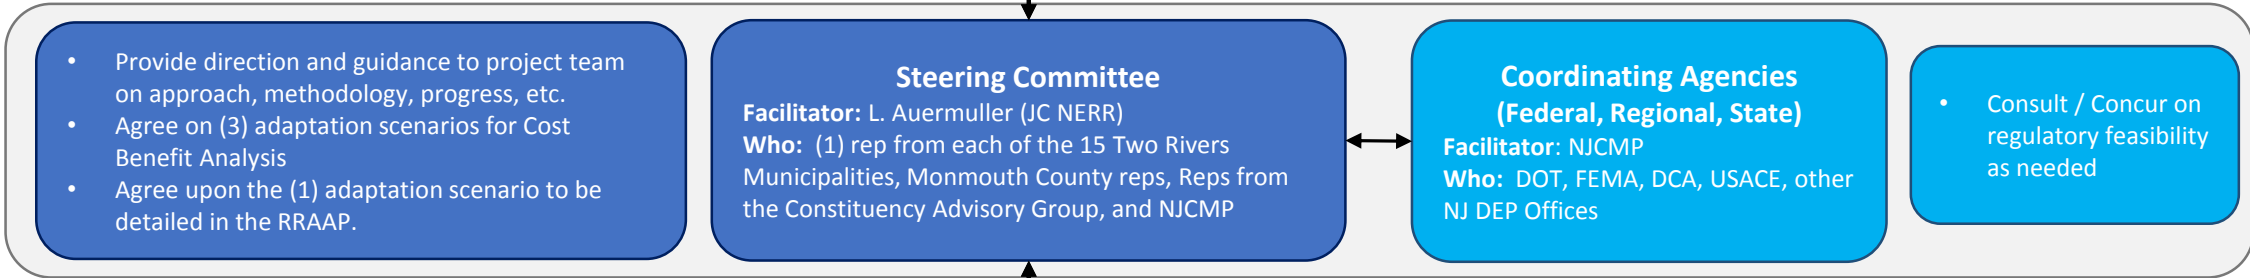 • Provide direction and guidance to project team
on approach, methodology, progress, etc.
• Agree on (3) adaptation scenarios for Cost
Benefit Analysis
• Agree upon the (1) adaptation scenario to be
detailed in the RRAAP.
Steering Committee
Facilitator: L. Auermuller (JC NERR)
Who: (1) rep from each of the 15 Two Rivers
Municipalities, Monmouth County reps, Reps from
the Constituency Advisory Group, and NJCMP
Coordinating Agencies
(Federal, Regional, State)
Facilitator: NJCMP
Who: DOT, FEMA, DCA, USACE, other
NJ DEP Offices
• Consult / Concur on
regulatory feasibility
as needed